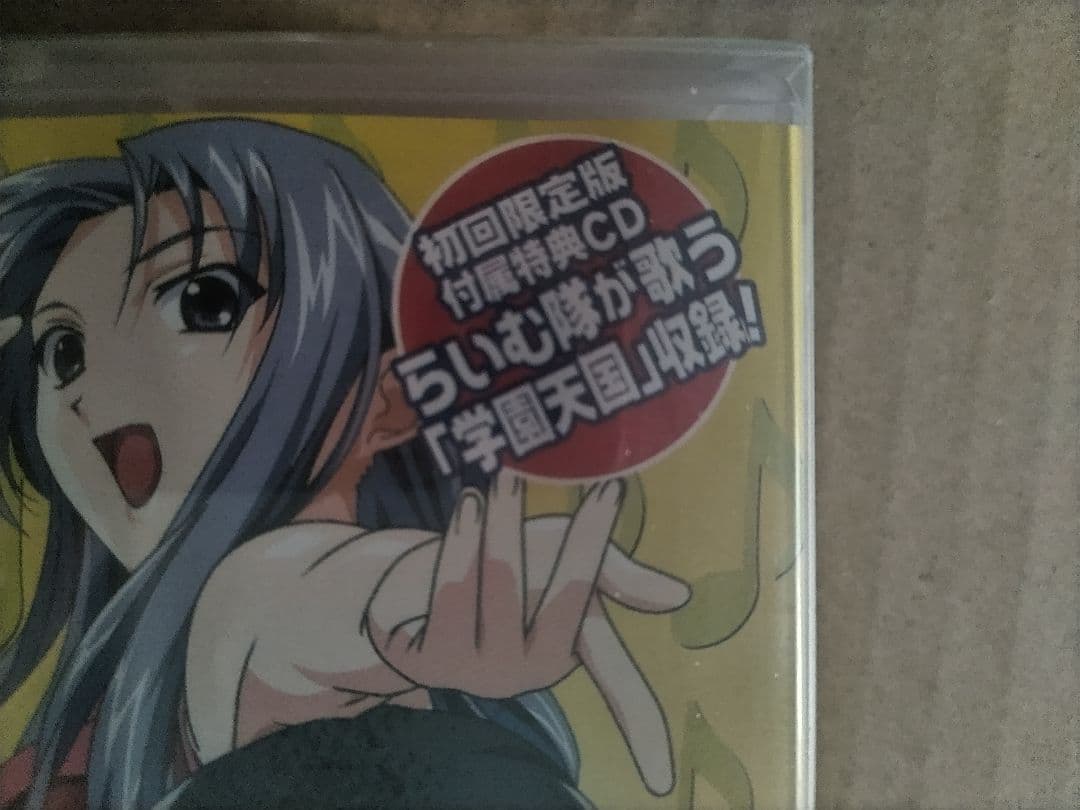 初回限定版
付属特典CD
らいむ隊が歌う
「学園天国」収録!